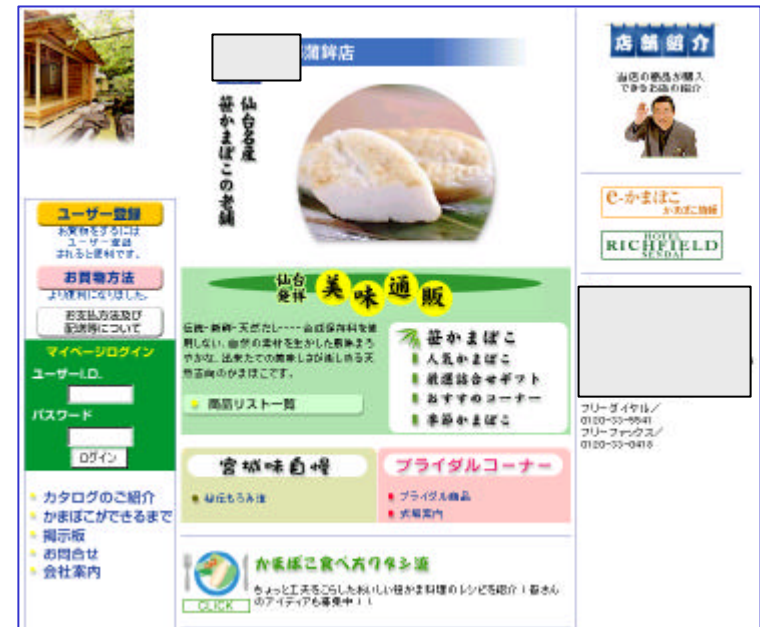 蒲鉾店
仙台名産
笹かまぼこの老舗
店舗紹介
当店の商品が購入
できるお店の紹介
e-かまぼこ
HOTEL
RICHFIELD
SENDAI
フリーダイヤル/
0120-33-5541
フリーファックス/
ユーザー登録
お買物をするには
ユーザー登録
されると便利です。
お買物方法
より便利になりました。
お支払方法及び
配送等について
マイページログイン
ユーザーI.D.
パスワード
ログイン
カタログのご紹介
かまぼこができるまで
掲示板
お問合せ
会社案内
仙台発祥 美味通販
伝統・新鮮・天然だし----合成保存料を使
用しない、自然の素材を生かした風味まろ
やかな、出来たての美味しさが楽しめる天
然志向のかまぼこです。
商品リスト一覧
笹かまぼこ
人気かまぼこ
厳選詰合せギフト
おすすめコーナー
季節かまぼこ
宮城味自慢
秘伝もろみ漬
ブライダルコーナー
ブライダル商品
式場案内
かまぼこ食べ方ワタシ流
ちょっと工夫をこらしたおいしい笹かま料理のレシピを紹介!皆さん
のアイディアも募集中!!
CLICK